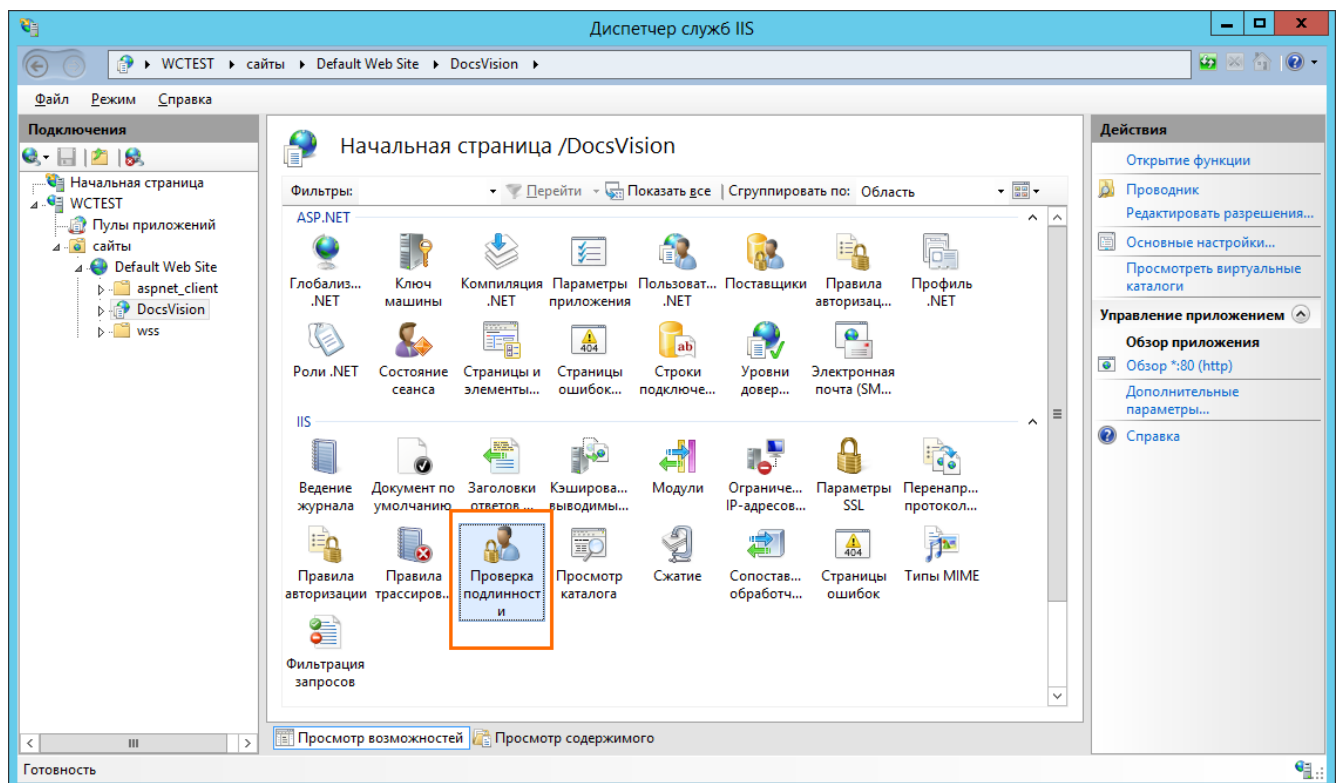 Диспетчер служб IIS
WCTEST сайты Default Web Site DocsVision
Файл Режим Справка
Подключения
Начальная страница
WCTEST
Пулы приложений
сайты
Default Web Site
aspnet_client
DocsVision
wss
Начальная страница /DocsVision
Фильтры: Перейти Показать все Сгруппировать по: Область
ASP.NET
Глобализ... Ключ Компиляция Параметры Пользоват... Поставщики Правила Профиль
.NET машины .NET приложения .NET авторизац... .NET
404 ab
Роли .NET Состояние Страницы и Страницы Строки Уровни Электронная
сеанса элементы... ошибок... подключе... довер... почта (SM...
IIS
Ведение Документ по Заголовки Кэширова... Модули Ограниче... Параметры Перенапр...
журнала умолчанию ответов ... выводимы... IP-адресов... SSL протокол...
404
Правила Правила Проверка Просмотр Сжатие Сопостав... Страницы Типы MIME
авторизации трассиров... подлинност каталога обработч... ошибок
и
Фильтрация
запросов
Просмотр возможностей Просмотр содержимого
Действия
Открытие функции
Проводник
Редактировать разрешения...
Основные настройки...
Просмотреть виртуальные
каталоги
Управление приложением
Обзор приложения
Обзор *:80 (http)
Дополнительные
параметры...
Справка
Готовность